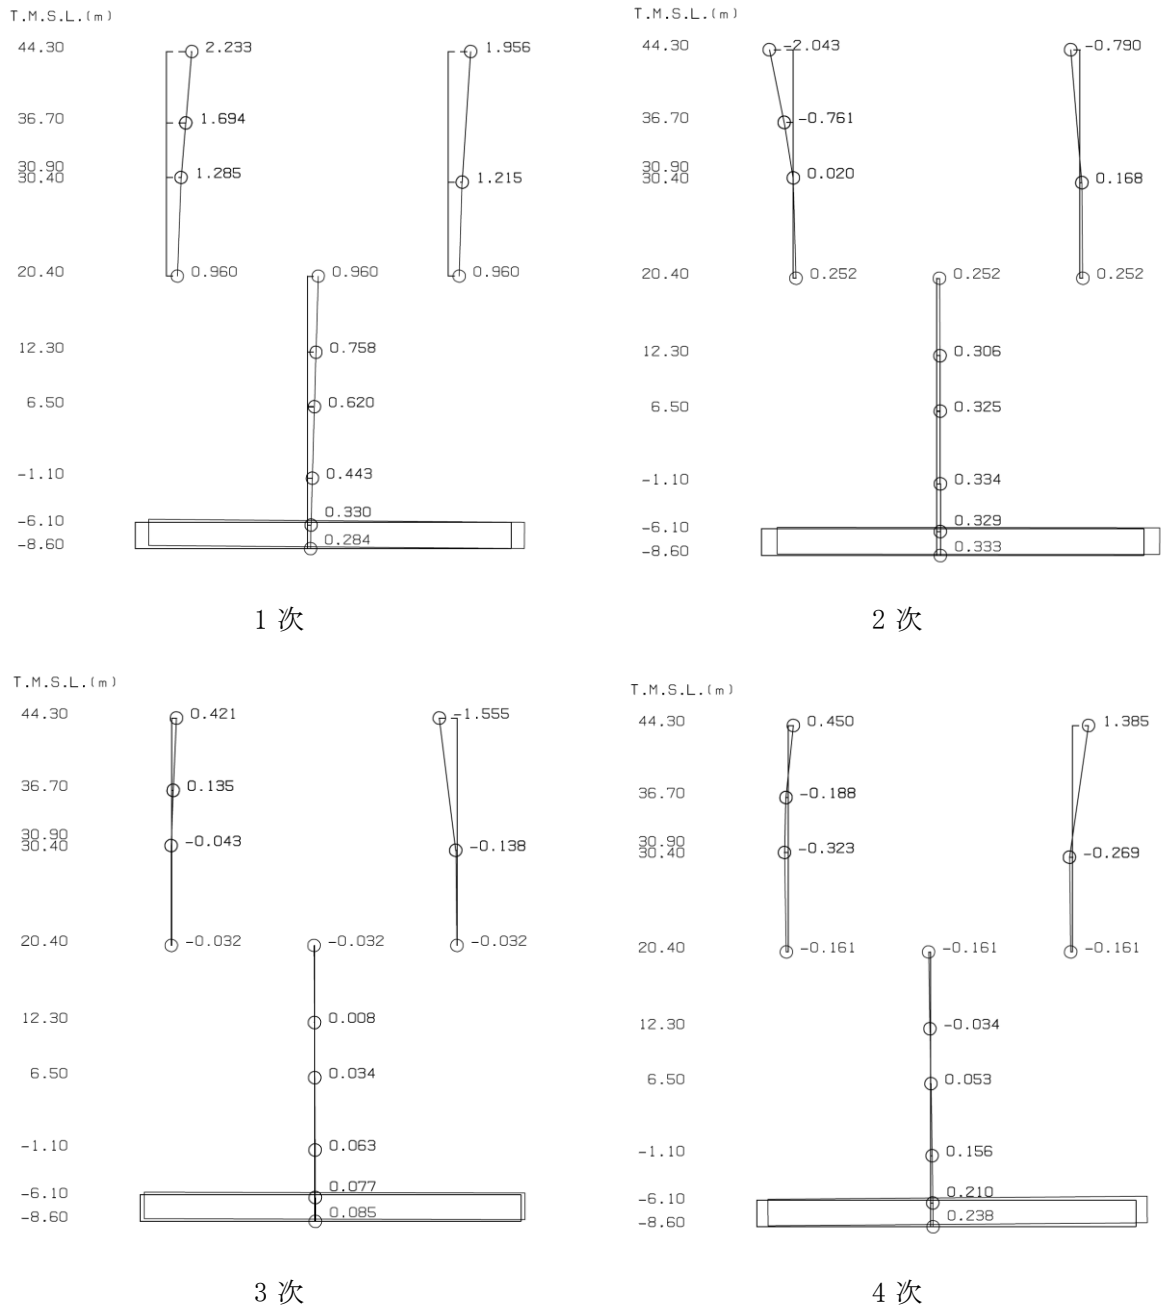 T.M.S.L.(m)
44.30 2.233 1.956
36.70 1.694
30.90 1.285
30.40 1.215
20.40 0.960 0.960 0.960
12.30 0.758
6.50 0.620
-1.10 0.443
-6.10 0.330
-8.60 0.284
1 次
T.M.S.L.(m)
44.30 -2.043 -0.790
36.70 -0.761
30.90 0.020
30.40 0.168
20.40 0.252 0.252 0.252
12.30 0.306
6.50 0.325
-1.10 0.334
-6.10 0.329
-8.60 0.333
2 次
T.M.S.L.(m)
44.30 0.421 -1.555
36.70 0.135
30.90 -0.043
30.40 -0.138
20.40 -0.032 -0.032 -0.032
12.30 0.008
6.50 0.034
-1.10 0.063
-6.10 0.077
-8.60 0.085
3 次
T.M.S.L.(m)
44.30 0.450 1.385
36.70 -0.188
30.90 -0.323
30.40 -0.269
20.40 -0.161 -0.161 -0.161
12.30 -0.034
6.50 0.053
-1.10 0.156
-6.10 0.210
-8.60 0.238
4 次